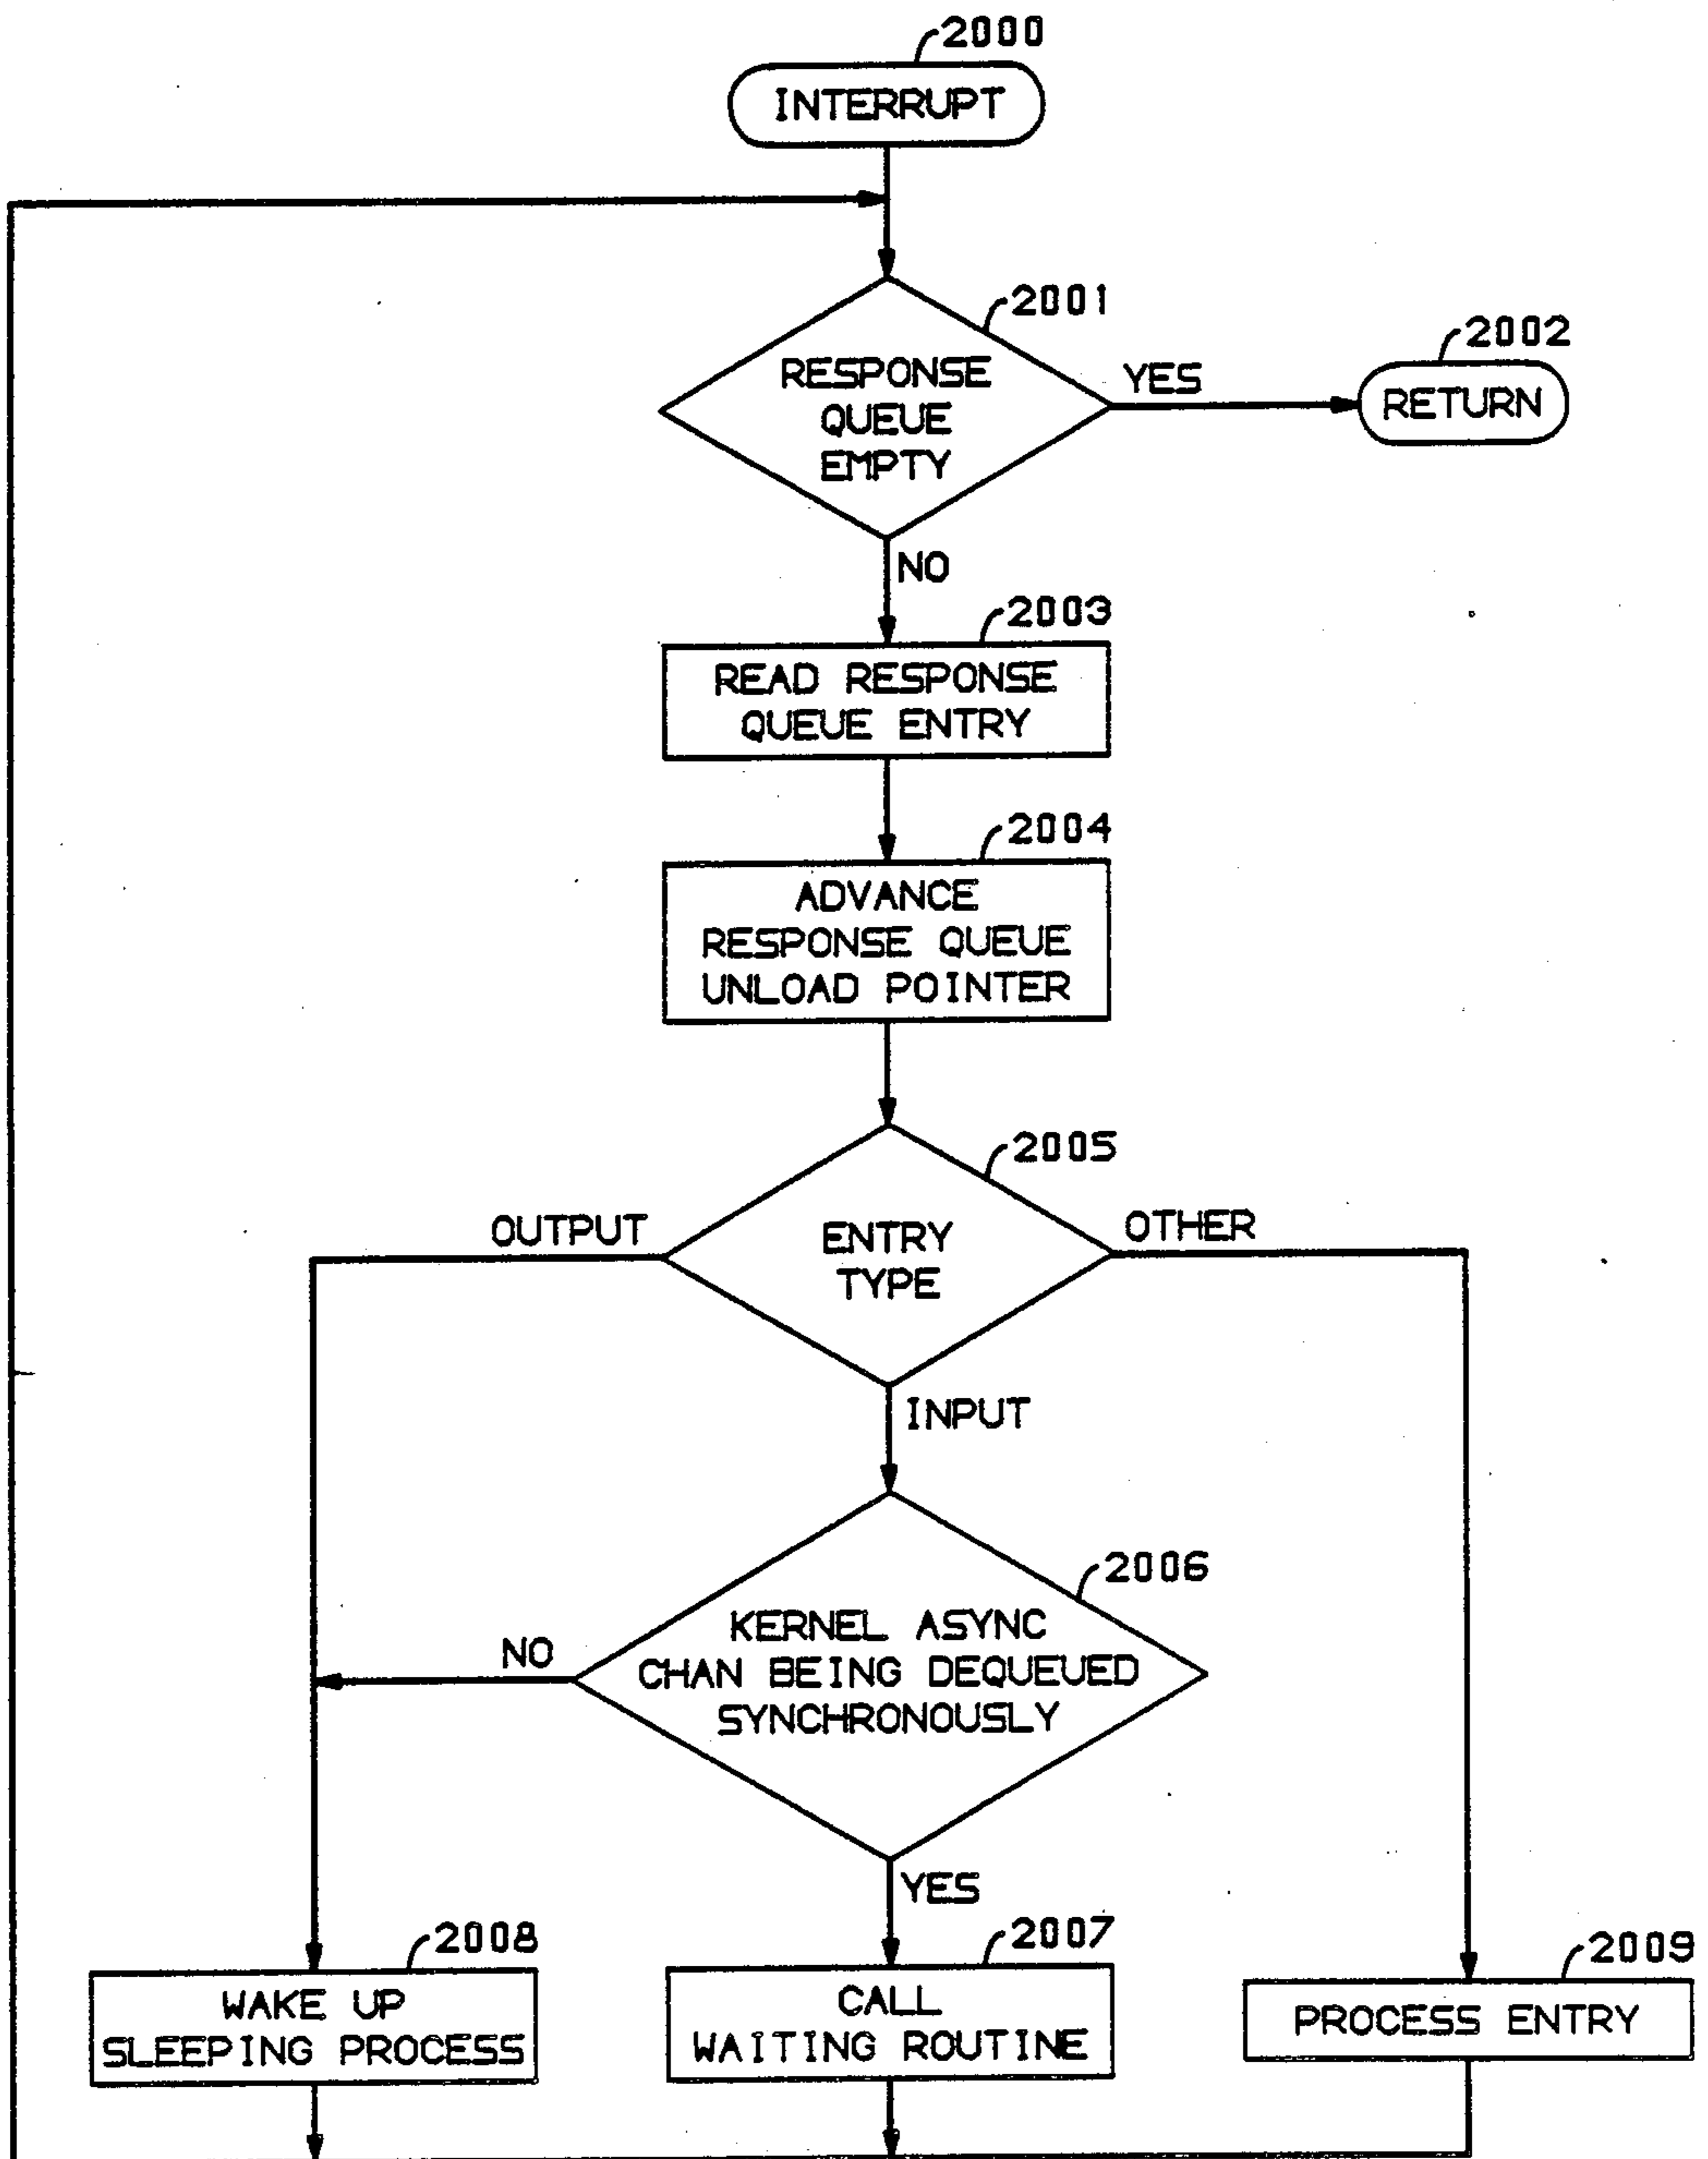 2000
INTERRUPT
2001
RESPONSE
QUEUE
EMPTY
YES
2002
RETURN
NO
2003
READ RESPONSE
QUEUE ENTRY
2004
ADVANCE
RESPONSE QUEUE
UNLOAD POINTER
2005
OUTPUT
ENTRY
TYPE
OTHER
INPUT
2006
KERNEL ASYNC
CHAN BEING DEQUEUED
SYNCHRONOUSLY
NO
YES
2008
WAKE UP
SLEEPING PROCESS
2007
CALL
WAITING ROUTINE
2009
PROCESS ENTRY